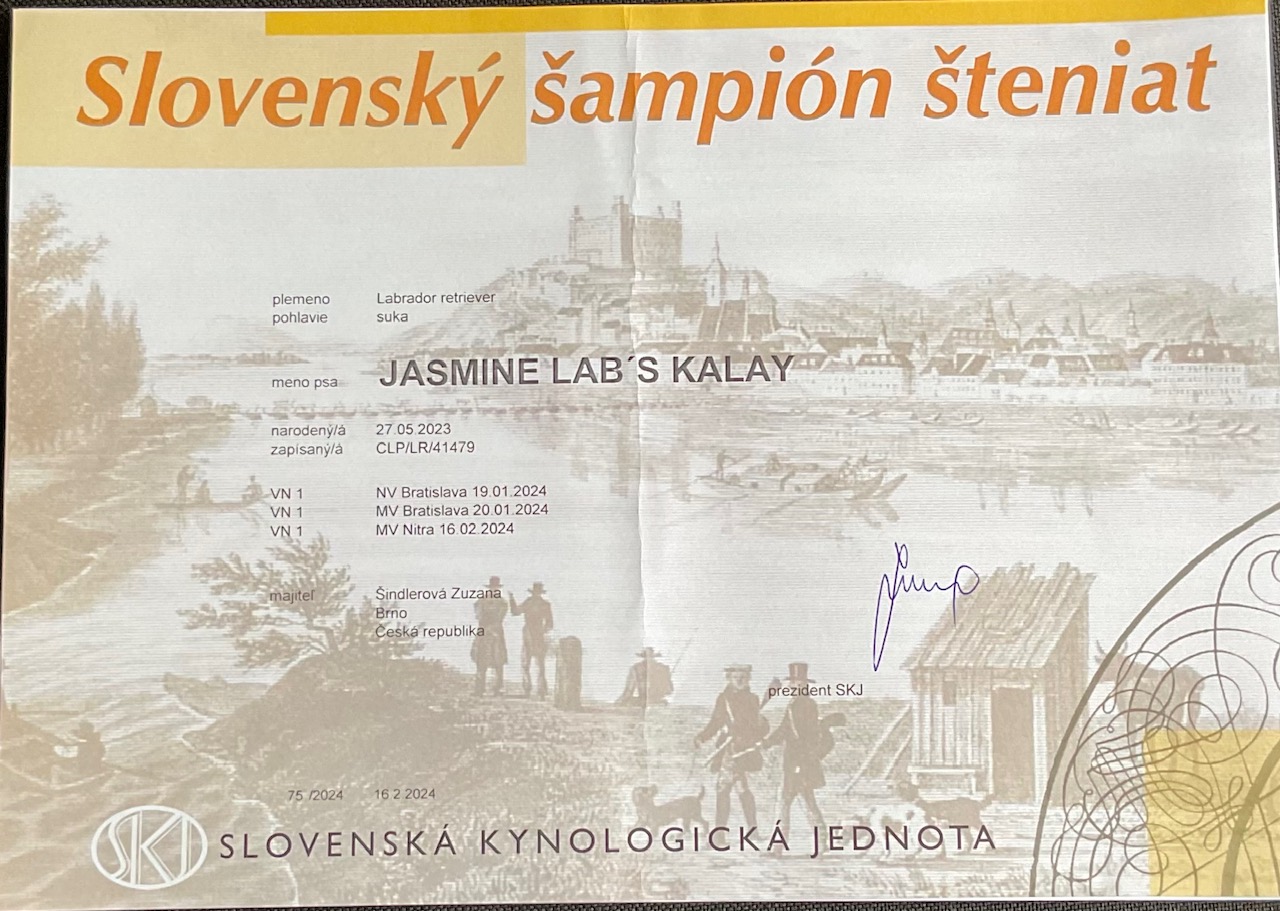 Slovenský šampión šteniat
plemeno Labrador retriever
pohlavie suka
meno psa JASMINE LAB´S KALAY
narodený/á 27.05.2023
zapísaný/á CLP/LR/41479
VN 1 NV Bratislava 19.01.2024
VN 1 MV Bratislava 20.01.2024
VN 1 MV Nitra 16.02.2024
majiteľ Šindlerová Zuzana
Brno
Česká republika
prezident SKJ
75 /2024 16 2 2024
SKJ SLOVENSKÁ KYNOLOGICKÁ JEDNOTA